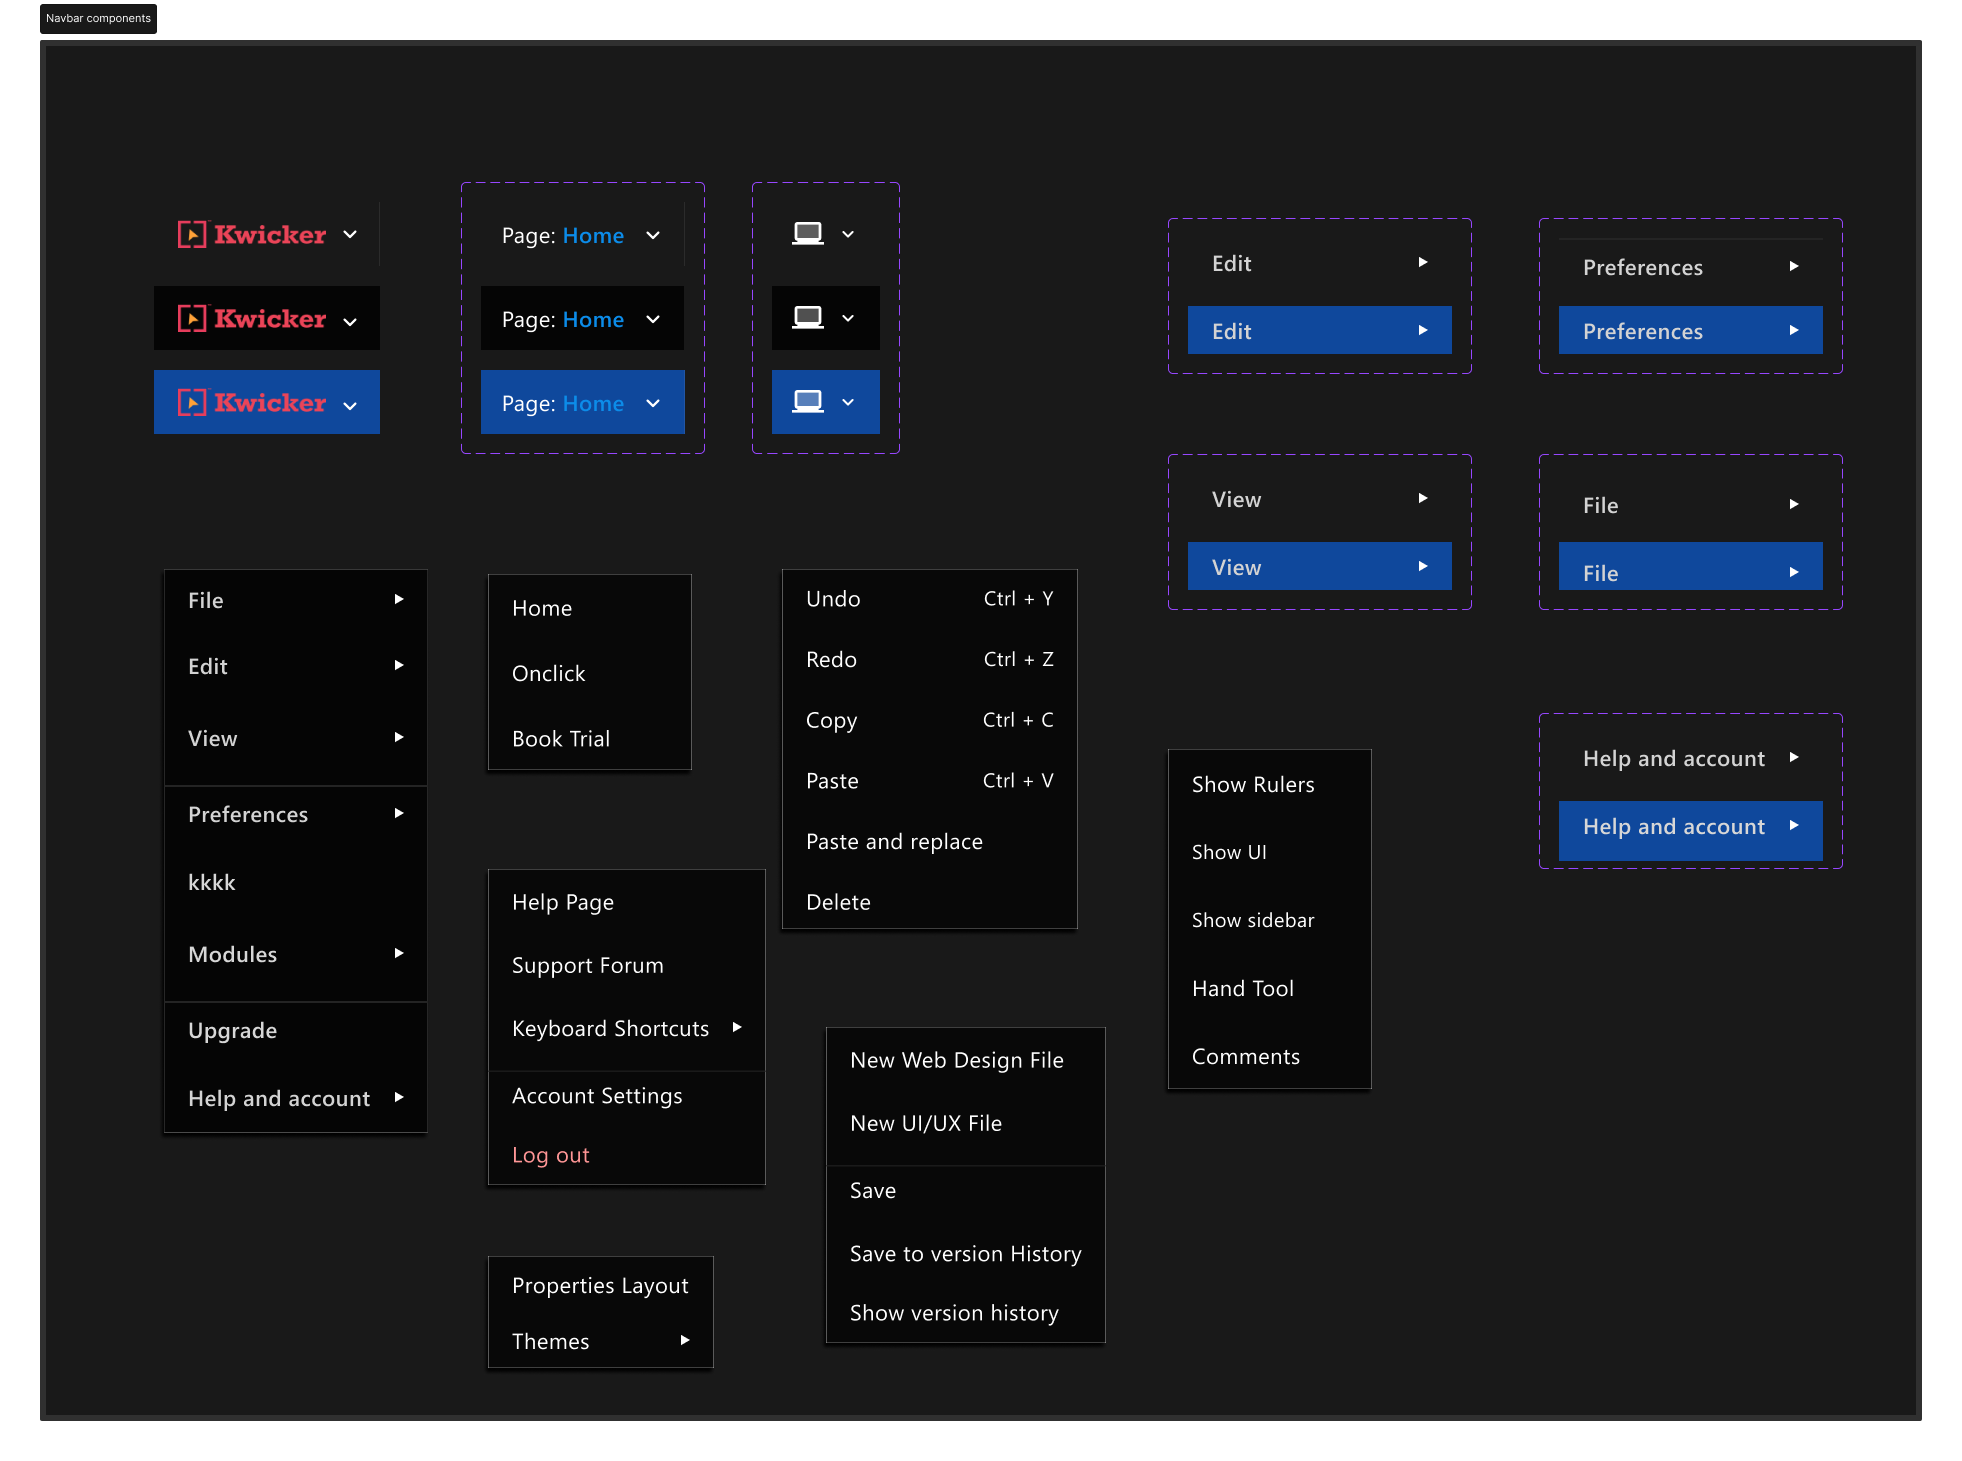 Navbar components
Kwicker
Kwicker
Kwicker
Page: Home
Page: Home
Page: Home
Edit
Edit
Preferences
Preferences
View
View
File
File
File
Edit
View
Preferences
kkkk
Modules
Upgrade
Help and account
Home
Onclick
Book Trial
Undo Ctrl + Y
Redo Ctrl + Z
Copy Ctrl + C
Paste Ctrl + V
Paste and replace
Delete
Help and account
Help and account
Show Rulers
Show UI
Show sidebar
Hand Tool
Comments
Help Page
Support Forum
Keyboard Shortcuts
Account Settings
Log out
New Web Design File
New UI/UX File
Save
Save to version History
Show version history
Properties Layout
Themes